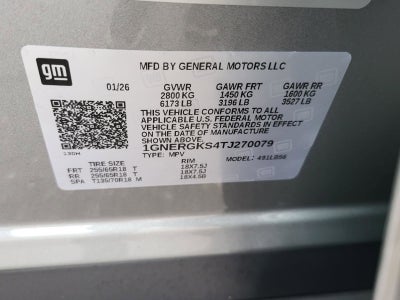 gm
MFD BY GENERAL MOTORS LLC
01/26 GVWR GAWR FRT GAWR RR
2800 KG 1450 KG 1600 KG
6173 LB 3196 LB 3527 LB
THIS VEHICLE CONFORMS TO ALL
APPLICABLE U.S. FEDERAL MOTOR
VEHICLE SAFETY STANDARDS IN EFFECT
ON THE DATE OF MANUFACTURE
SHOWN ABOVE.
1GNERGKS4TJ270079
TYPE: MPV MODEL:
TIRE SIZE RIM
FRT 255/65R18 T 18X7.5J
RR 255/65R18 T 18X7.5J
SPA T135/70R18 M 18X4.5B